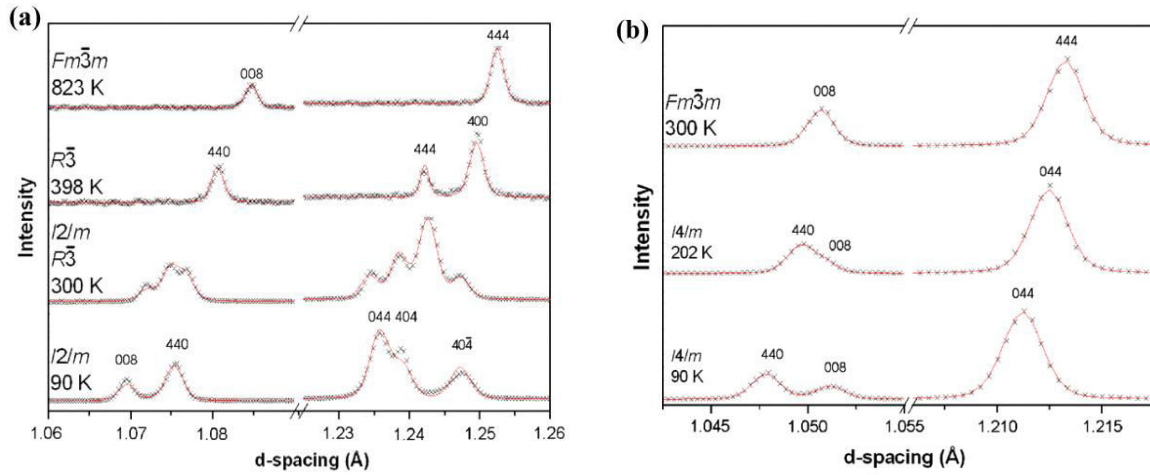 (a)
Fm3̄m
823 K
008
444
R3̄
398 K
440
444
400
I2/m
R3̄
300 K
I2/m
90 K
008
440
044 404
404̄
Intensity
1.06 1.07 1.08 1.23 1.24 1.25 1.26
d-spacing (Å)
(b)
444
Fm3̄m
300 K
008
044
I4/m
202 K
440
008
044
I4/m
90 K
440
008
Intensity
1.045 1.050 1.055 1.210 1.215
d-spacing (Å)